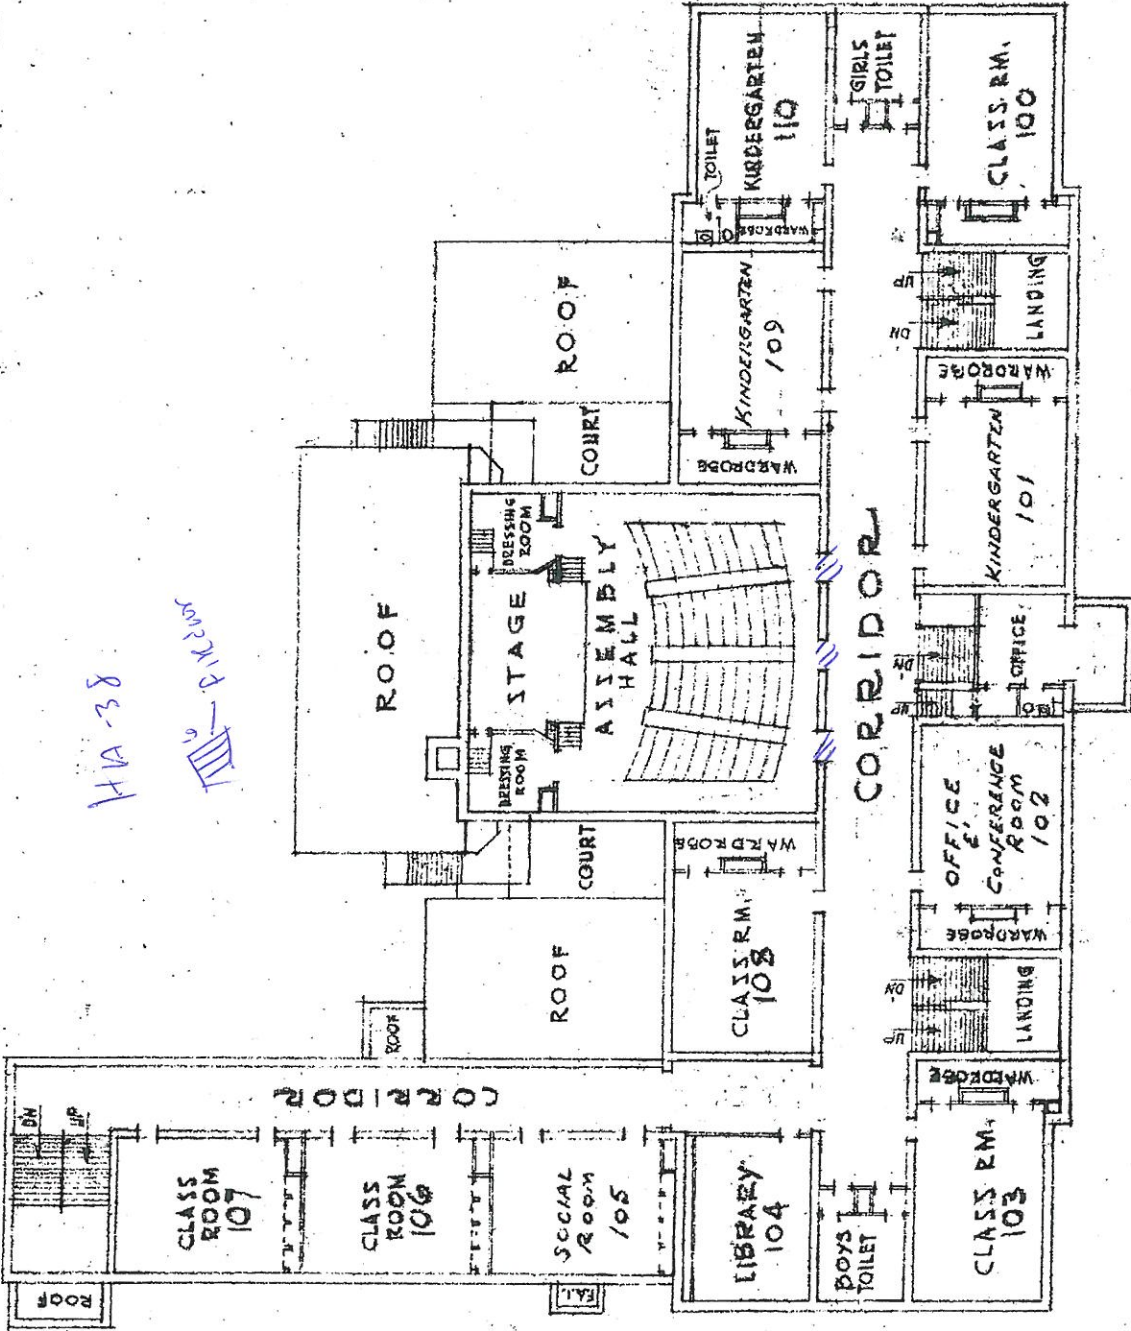 HA-38
KINDERGARTEN
110
GIRLS
TOILET
CLASS RM.
100
TOILET
WARDROBE
ROOF
KINDERGARTEN
109
WARDROBE
COURT
UP
DN
LANDING
WARDROBE
KINDERGARTEN
101
ROOF
DRESSING
ROOM
STAGE
DRESSING
ROOM
ASSEMBLY
HALL
CORRIDOR
DN
UP
OFFICE
OFFICE
&
CONFERENCE
ROOM
102
WARDROBE
COURT
WARDROBE
CLASS RM.
108
ROOF
ROOF
DN
UP
LANDING
WARDROBE
CORRIDOR
DN
UP
CLASS
ROOM
107
CLASS
ROOM
106
SOCIAL
ROOM
105
LIBRARY
104
BOYS
TOILET
CLASS RM.
103
ROOF